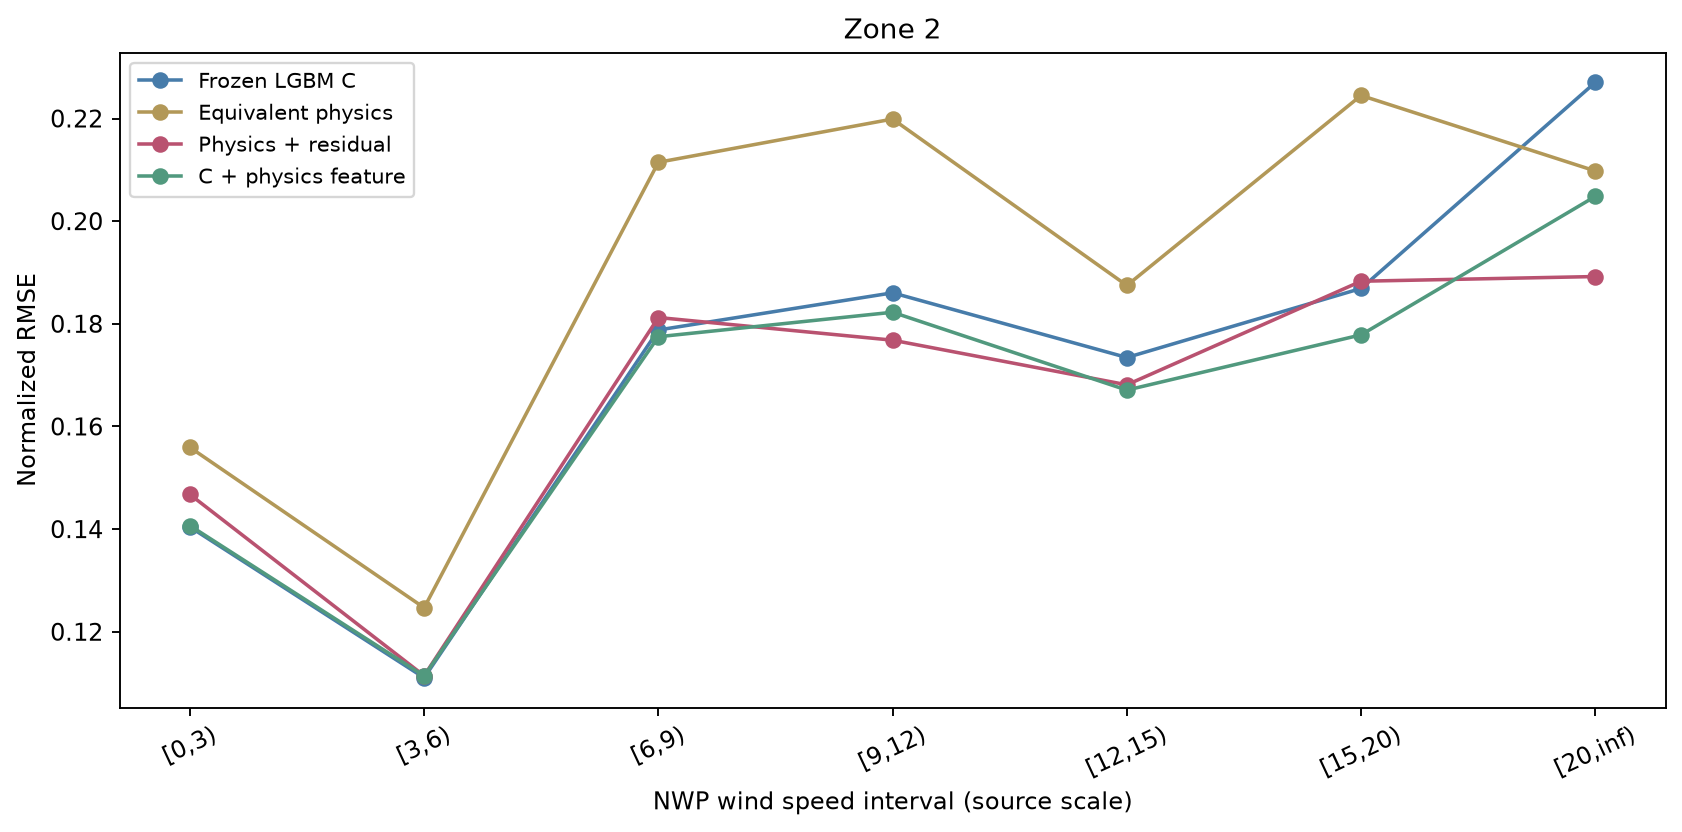 Zone 2
Frozen LGBM C
Equivalent physics
Physics + residual
C + physics feature
Normalized RMSE
0.22
0.20
0.18
0.16
0.14
0.12
[0,3)
[3,6)
[6,9)
[9,12)
[12,15)
[15,20)
[20,inf)
NWP wind speed interval (source scale)